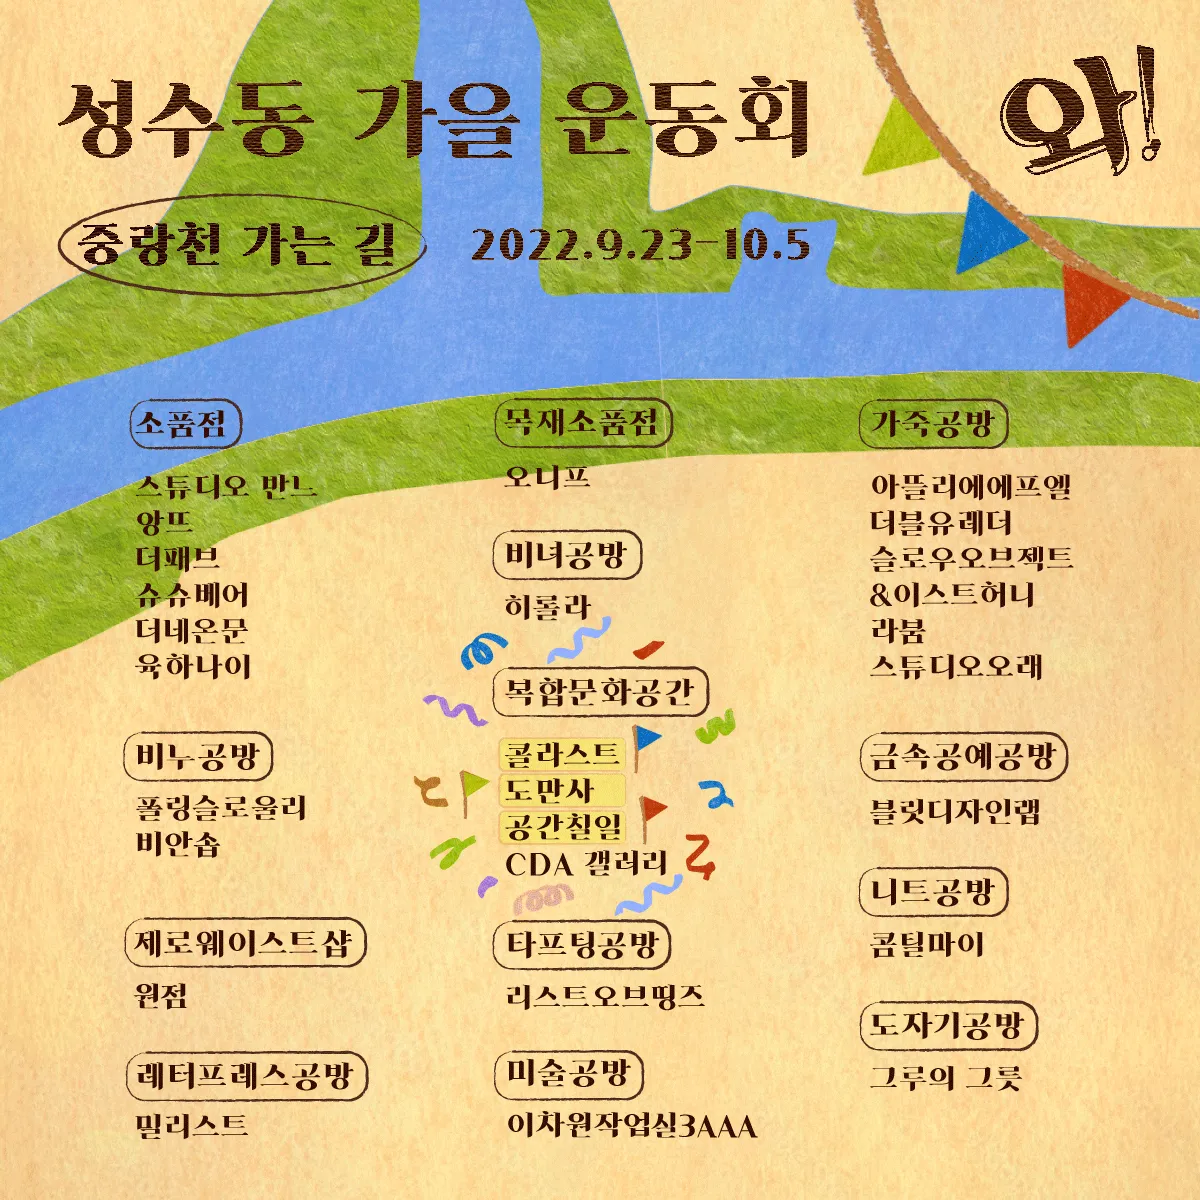 성수동 가을 운동회
와!
중랑천 가는 길
2022.9.23-10.5
소품점
스튜디오 반느
앙뜨
더패브
슈슈베어
더네온문
육하나이
비누공방
폴링슬로울리
비안솝
제로웨이스트샵
원점
레터프레스공방
밀리스트
목재소품점
오니프
비녀공방
히롤라
복합문화공간
콜라스트
도만사
공간칠일
CDA 갤러리
타프팅공방
리스트오브띵즈
미술공방
이차원작업실3AAA
가죽공방
아뜰리에에프엘
더블유레더
슬로우오브젝트
&이스트허니
라붐
스튜디오오래
금속공예공방
블릿디자인랩
니트공방
곰틸마이
도자기공방
그루의 그릇